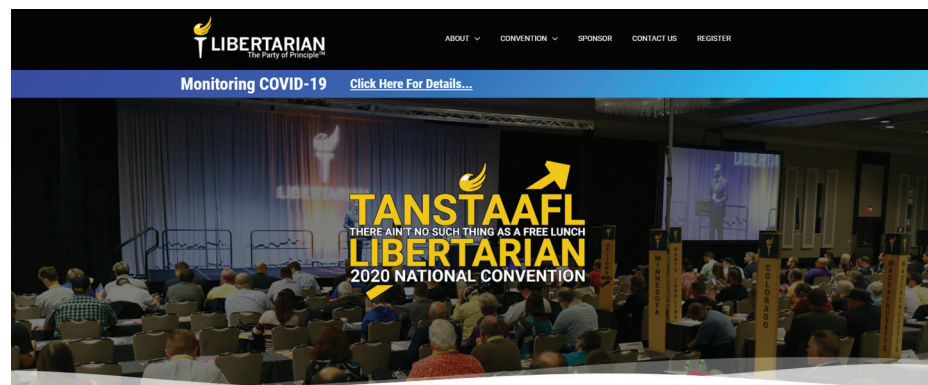 LIBERTARIAN
The Party of Principle™
ABOUT
CONVENTION
SPONSOR
CONTACT US
REGISTER
Monitoring COVID-19 Click Here For Details...
LIBERTARIAN
TANSTAAFL
THERE AIN'T NO SUCH THING AS A FREE LUNCH
LIBERTARIAN
2020 NATIONAL CONVENTION
MINNESOTA
COLORADO
MASSACHUSETTS